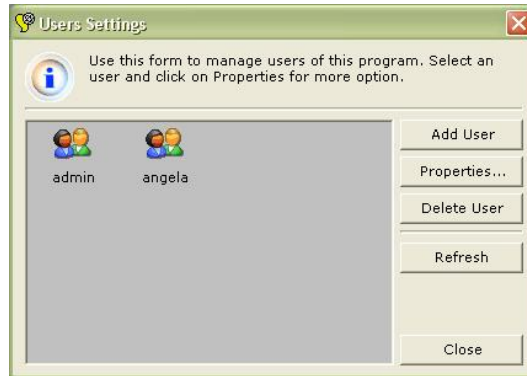 Users Settings
Use this form to manage users of this program. Select an
user and click on Properties for more option.
admin
angela
Add User
Properties...
Delete User
Refresh
Close